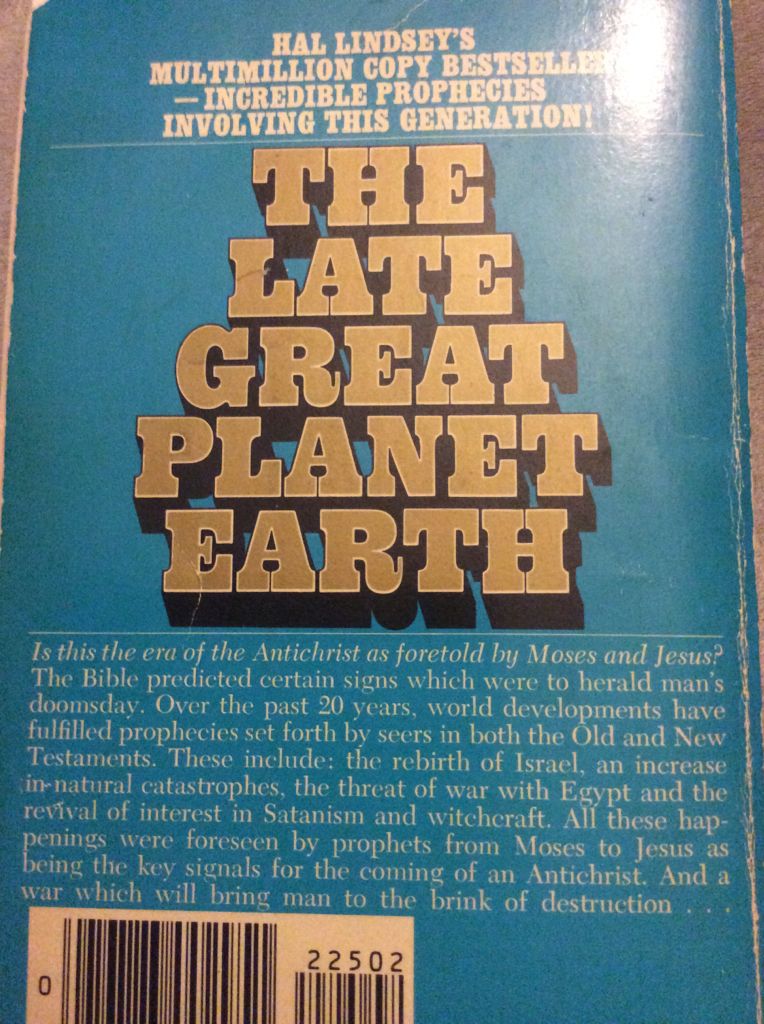 HAL LINDSEY'S
MULTIMILLION COPY BESTSELLER
—INCREDIBLE PROPHECIES
INVOLVING THIS GENERATION!
THE
LATE
GREAT
PLANET
EARTH
Is this the era of the Antichrist as foretold by Moses and Jesus?
The Bible predicted certain signs which were to herald man's
doomsday. Over the past 20 years, world developments have
fulfilled prophecies set forth by seers in both the Old and New
Testaments. These include: the rebirth of Israel, an increase
in natural catastrophes, the threat of war with Egypt and the
revival of interest in Satanism and witchcraft. All these hap-
penings were foreseen by prophets from Moses to Jesus as
being the key signals for the coming of an Antichrist. And a
war which will bring man to the brink of destruction . . .
22502
0